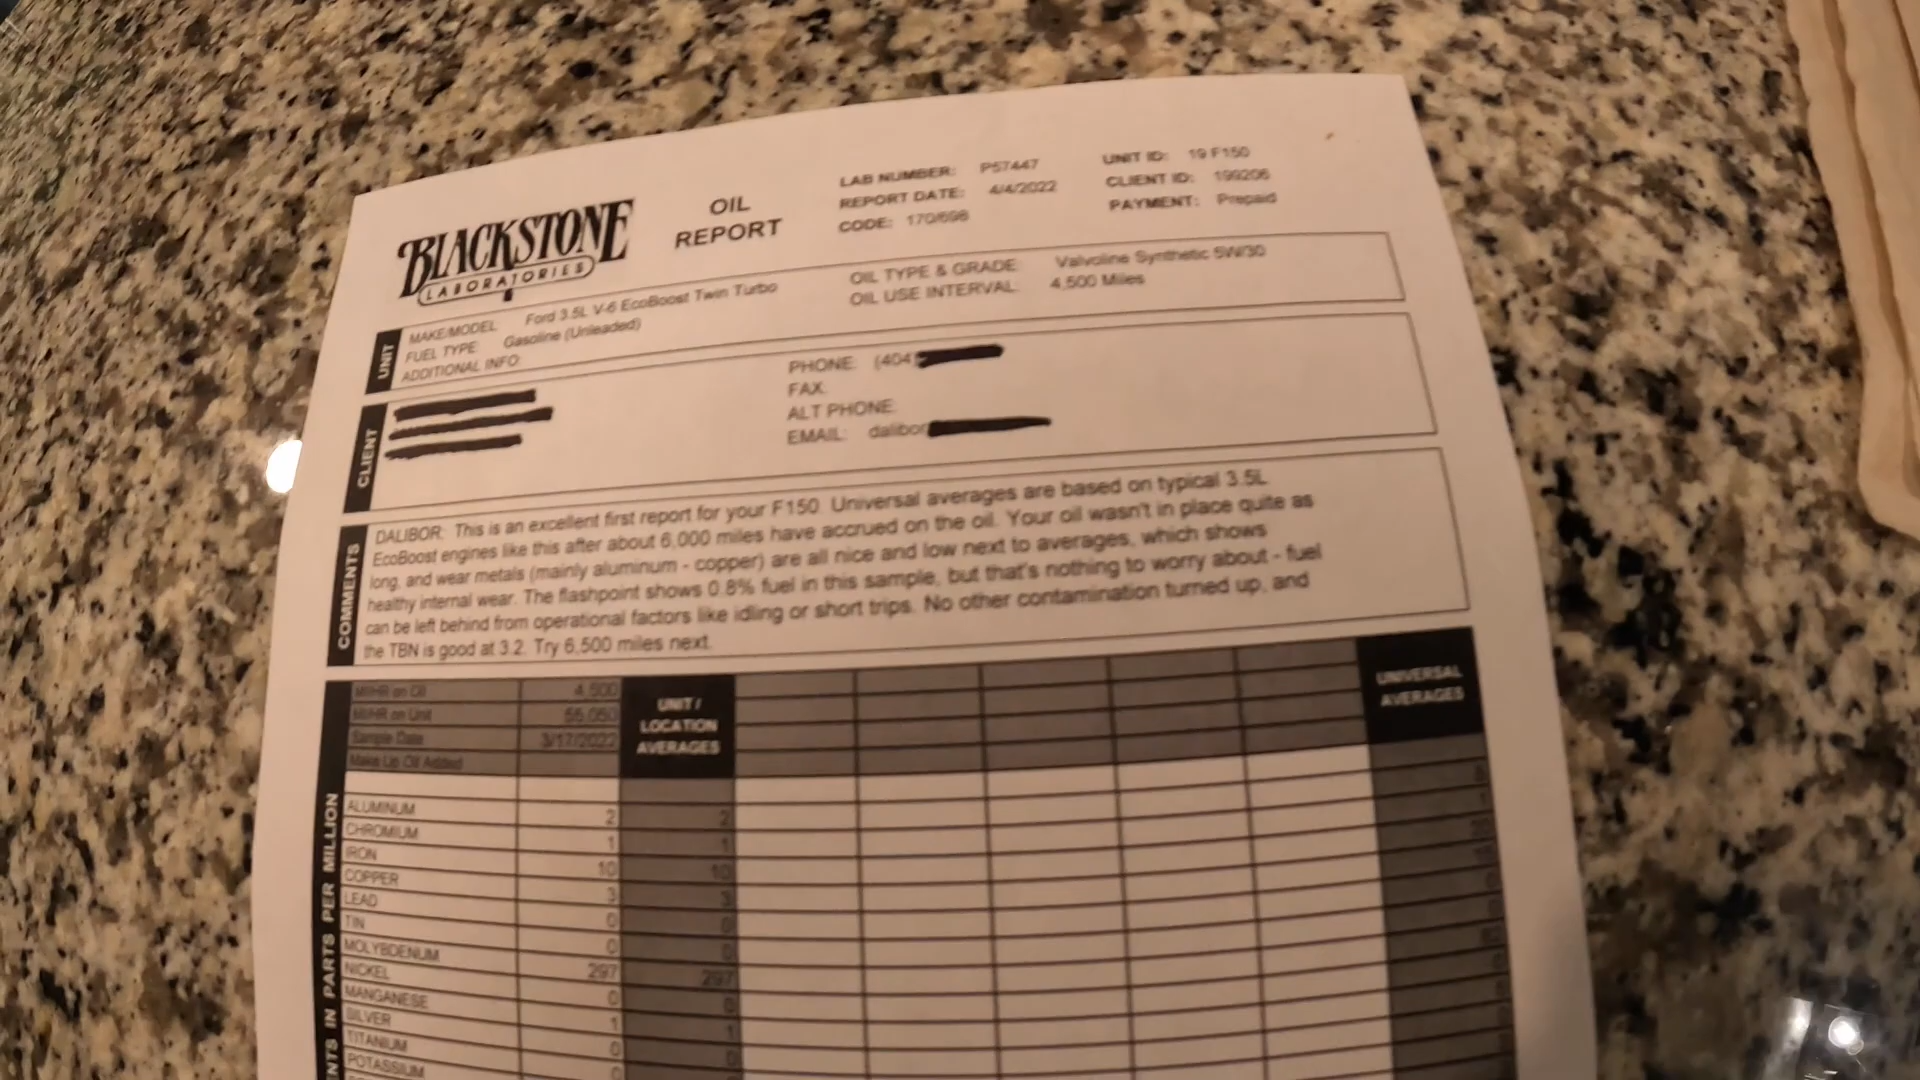 BLACKSTONE
LABORATORIES
OIL
REPORT
LAB NUMBER: P57447
REPORT DATE: 4/4/2022
CODE: 170/698
UNIT ID: 19 F150
CLIENT ID: 199206
PAYMENT: Prepaid
UNIT
MAKE/MODEL: Ford 3.5L V-6 EcoBoost Twin Turbo
FUEL TYPE: Gasoline (Unleaded)
ADDITIONAL INFO:
OIL TYPE & GRADE: Valvoline Synthetic 5W/30
OIL USE INTERVAL: 4,500 Miles
CLIENT
PHONE: (404)
FAX:
ALT PHONE:
EMAIL: dalibor
COMMENTS
DALIBOR: This is an excellent first report for your F150. Universal averages are based on typical 3.5L
EcoBoost engines like this after about 6,000 miles have accrued on the oil. Your oil wasn't in place quite as
long, and wear metals (mainly aluminum - copper) are all nice and low next to averages, which shows
healthy internal wear. The flashpoint shows 0.8% fuel in this sample, but that's nothing to worry about - fuel
can be left behind from operational factors like idling or short trips. No other contamination turned up, and
the TBN is good at 3.2. Try 6,500 miles next.
MI/HR on Oil 4,500
MI/HR on Unit 55,050
Sample Date 3/17/2022
Make Up Oil Added
UNIT /
LOCATION
AVERAGES
UNIVERSAL
AVERAGES
ALUMINUM 2 2
CHROMIUM 1 1
IRON 10 10
COPPER 3 3
LEAD 0 0
TIN 0 0
MOLYBDENUM 297 297
NICKEL 0 0
MANGANESE 1 1
SILVER 0 0
TITANIUM 0
POTASSIUM
IN PARTS PER MILLION